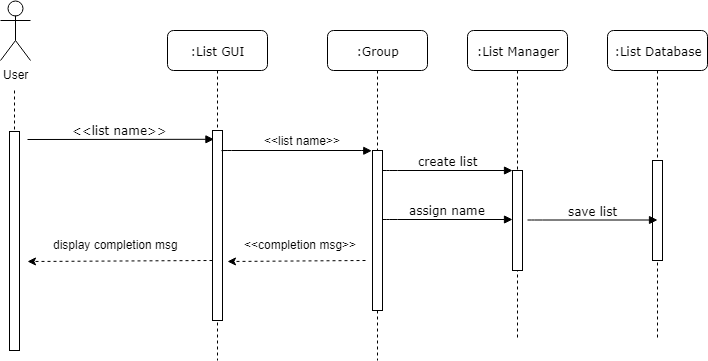 :List GUI
:Group
:List Manager
:List Database
User
<<list name>>
<<list name>>
create list
assign name
save list
display completion msg
<<completion msg>>